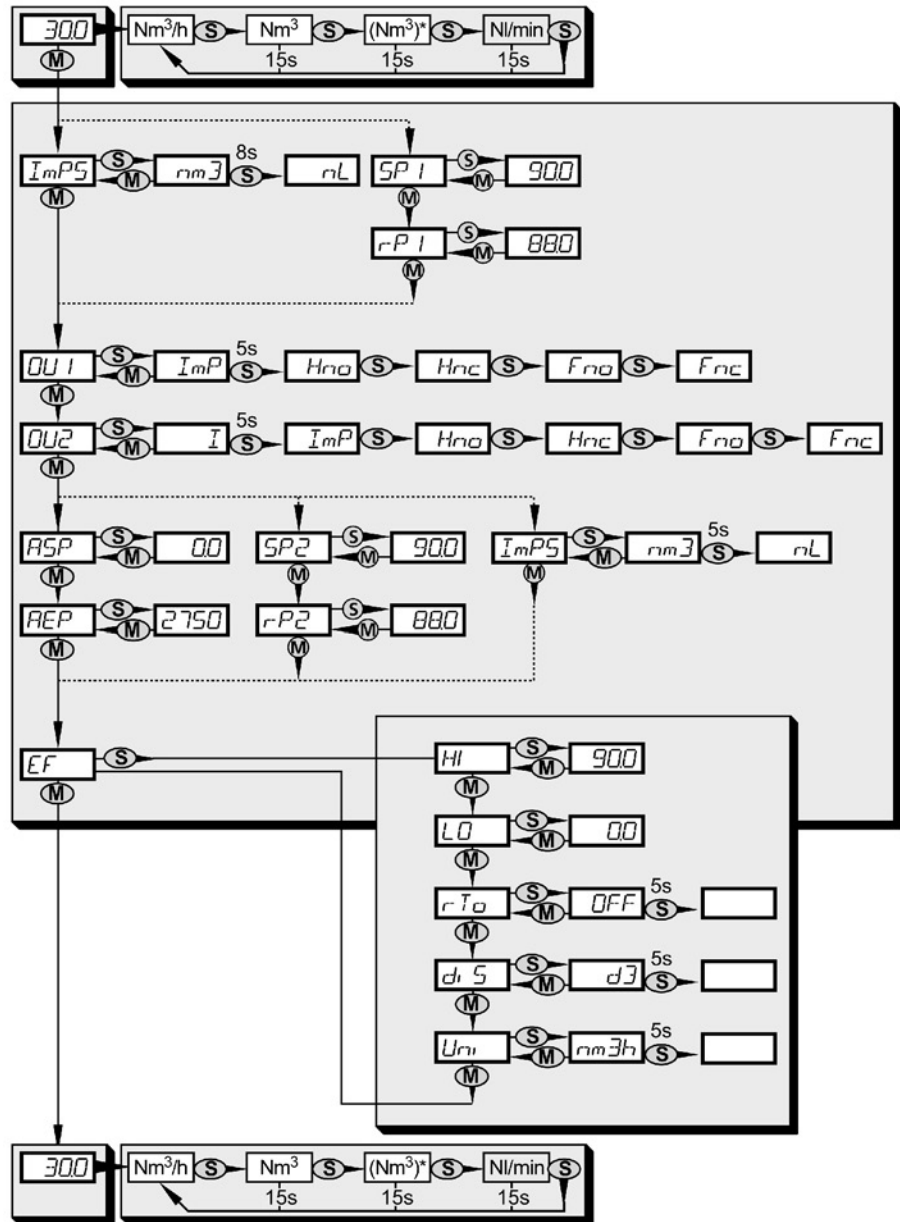 30.0 Nm³/h S Nm³ S (Nm³)* S Nl/min S
M 15s 15s 15s
ImPS S M nm3 8s S nL SP1 S M 90.0
M M
rP1 S M 88.0
M
OU1 S M ImP 5s S Hno S Hnc S Fno S Fnc
M
OU2 S M I 5s S ImP S Hno S Hnc S Fno S Fnc
M
ASP S M 0.0 SP2 S M 90.0 ImPS S M nm3 5s S nL
M M M
AEP S M 275.0 rP2 S M 88.0
M M
EF S HI S M 90.0
M M
LO S M 0.0
M
rTo S M OFF 5s S
M
diS S M d3 5s S
M
Uni S M nm3h 5s S
M
30.0 Nm³/h S Nm³ S (Nm³)* S Nl/min S
15s 15s 15s